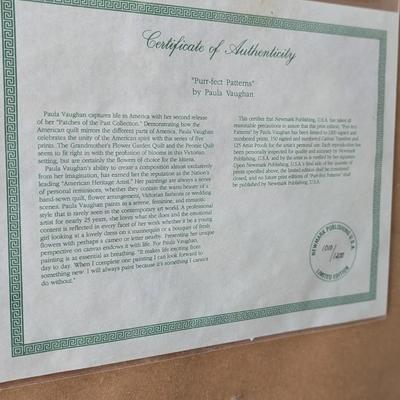 Certificate of Authenticity
"Purr-fect Patterns"
by Paula Vaughan
Paula Vaughan captures life in America with her second release
of her "Patches of the Past Collection." Demonstrating how the
American quilt mirrors the different parts of America, Paula Vaughan
celebrates the unity of the American spirit with this series of five
prints. The Grandmother's Flower Garden Quilt and the Peonie Quilt
seem to fit right in with the profusion of blooms in this Victorian
setting, but are certainly the flowers of choice for the kittens.
Paula Vaughan's ability to create a composition almost exclusively
from her imagination, has earned her the reputation as the Nation's
leading "American Heritage Artist." Her paintings are always a sense
of personal reminisces, whether they contain the warm beauty of a
hand-sewn quilt, flower arrangement, Victorian fashions or wedding
scenes. Paula Vaughan paints in a serene, feminine, and romantic
style that is rarely seen in the contemporary art world. A professional
artist for nearly 25 years, she loves what she does and the emotional
content is reflected in every facet of her work, whether it be a young
girl looking at a lovely dress on a mannequin or a bouquet of fresh
flowers with perhaps a cameo or letter nearby. Presenting her unique
perspective on canvas endows it with life. For Paula Vaughan,
painting is as essential as breathing. "It makes life exciting from
day to day. When I complete one painting I can look forward to
something new. I will always paint because it's something I cannot
do without."
This certifies that Newmark Publishing, U.S.A. has taken all
reasonable precautions to assure that this print edition, "Purr-fect
Patterns" by Paula Vaughan has been limited to 1200 signed and
numbered prints, 150 signed and numbered Canvas Transfers and
125 Artist Proofs for the artist's personal use. Each reproduction has
been personally inspected for quality and accuracy by Newmark
Publishing, U.S.A. and by the artist as is verified by her signature.
Upon Newmark Publishing, U.S.A.'s final sale of the quantity of
prints specified above, the limited edition shall be considered
closed, and no future print editions of "Purr-fect Patterns" shall
be published by Newmark Publishing, U.S.A.
NEWMARK PUBLISHING U.S.A.
1010/1200
LIMITED EDITION